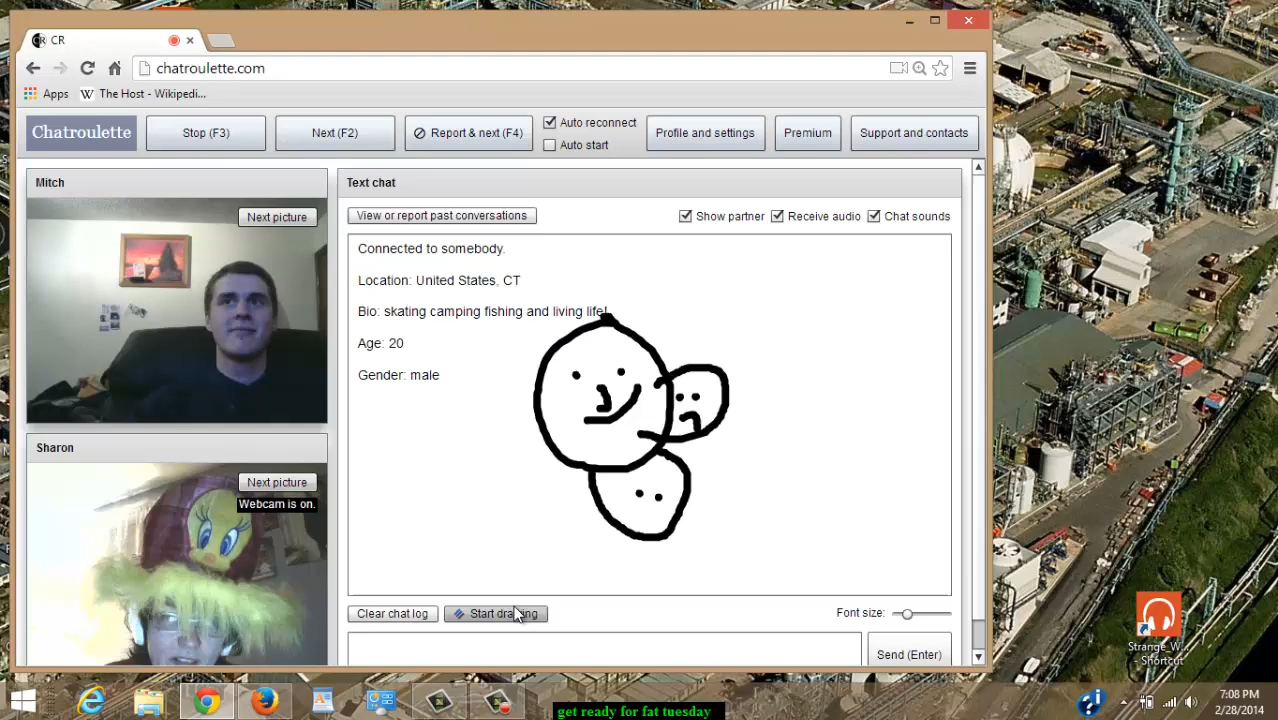 CR
chatroulette.com
Apps
The Host - Wikipedi...
Chatroulette
Stop (F3)
Next (F2)
Report & next (F4)
Auto reconnect
Auto start
Profile and settings
Premium
Support and contacts
Mitch
Next picture
Text chat
View or report past conversations
Show partner
Receive audio
Chat sounds
Connected to somebody.
Location: United States, CT
Bio: skating camping fishing and living life!
Age: 20
Gender: male
Sharon
Next picture
Webcam is on.
Clear chat log
Start drawing
Font size:
Send (Enter)
Strange_W...
- Shortcut
7:08 PM
2/28/2014
get ready for fat tuesday